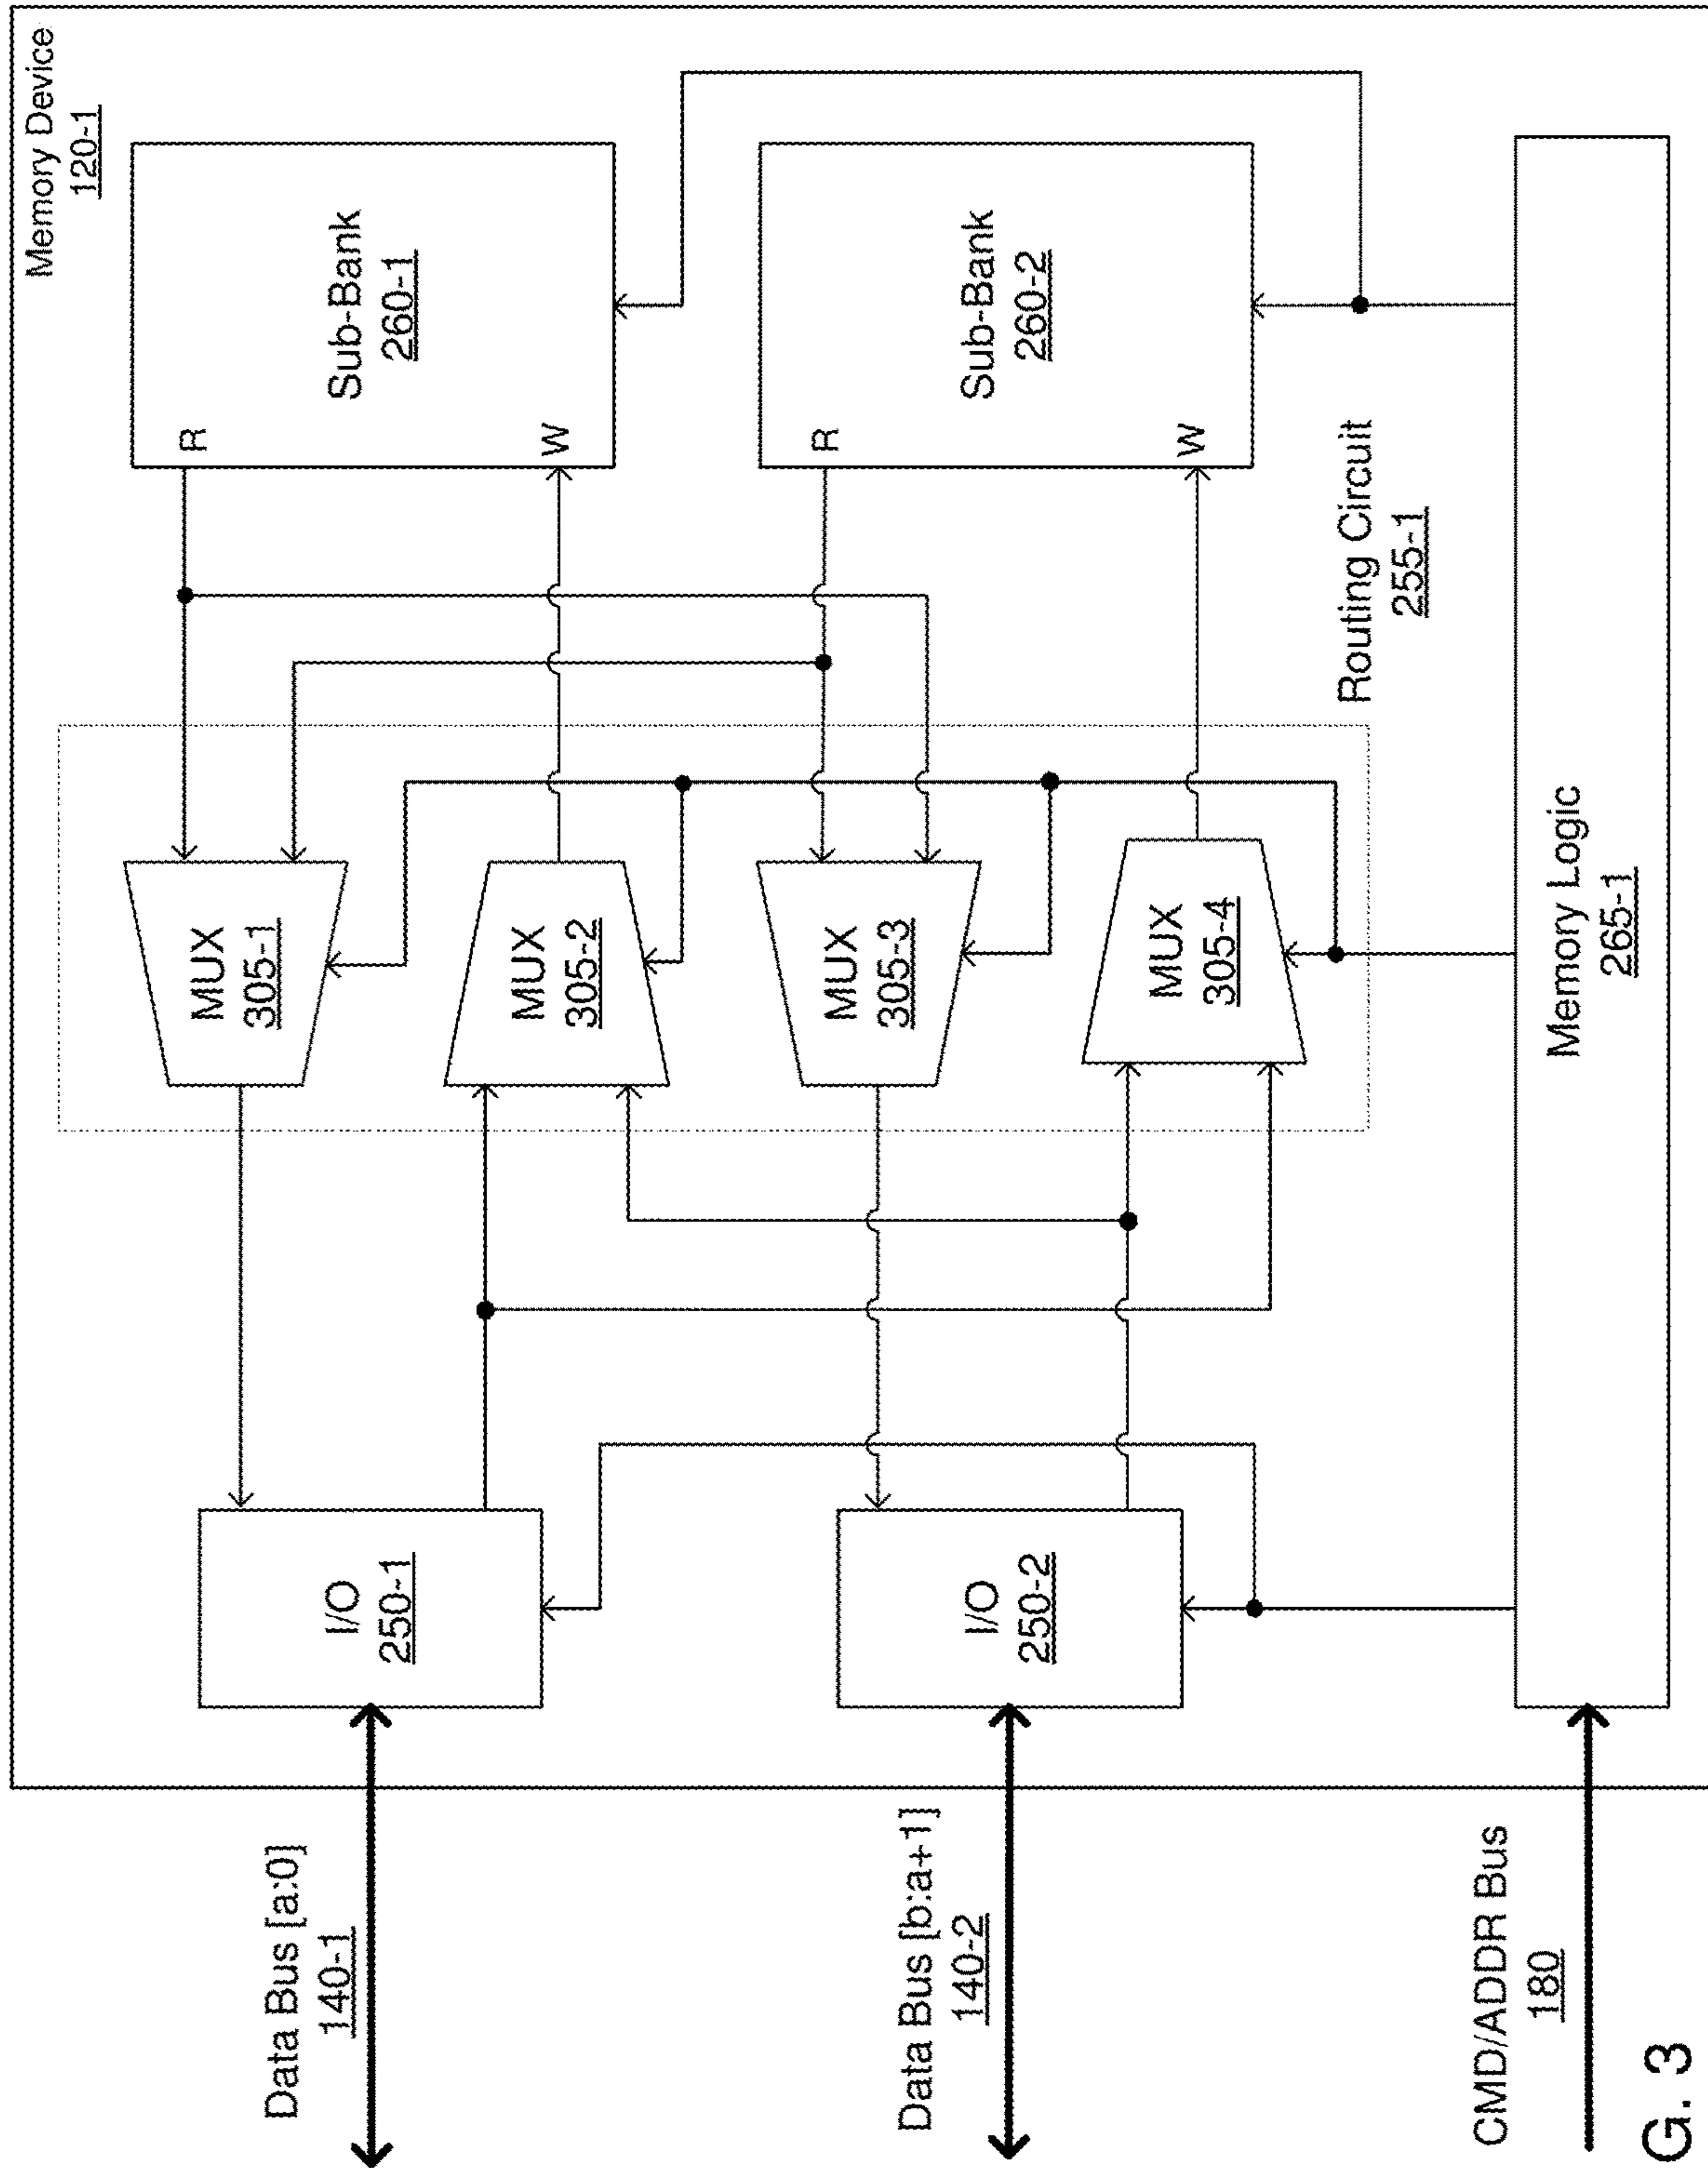 Memory Device
120-1
Data Bus [a:0]
140-1
I/O
250-1
MUX
305-1
MUX
305-2
R
W
Sub-Bank
260-1
Data Bus [b:a+1]
140-2
I/O
250-2
MUX
305-3
MUX
305-4
R
W
Sub-Bank
260-2
Routing Circuit
255-1
CMD/ADDR Bus
180
Memory Logic
265-1
G. 3